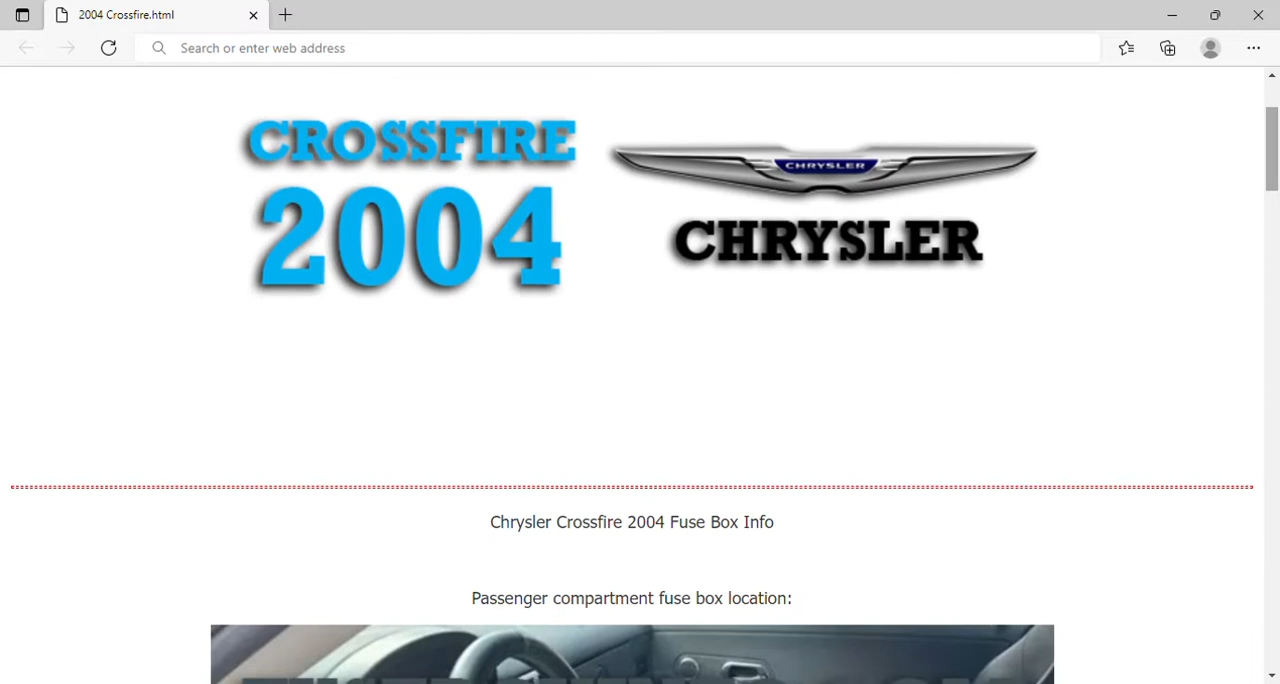 2004 Crossfire.html
Search or enter web address
CROSSFIRE
2004
CHRYSLER
CHRYSLER
Chrysler Crossfire 2004 Fuse Box Info
Passenger compartment fuse box location: